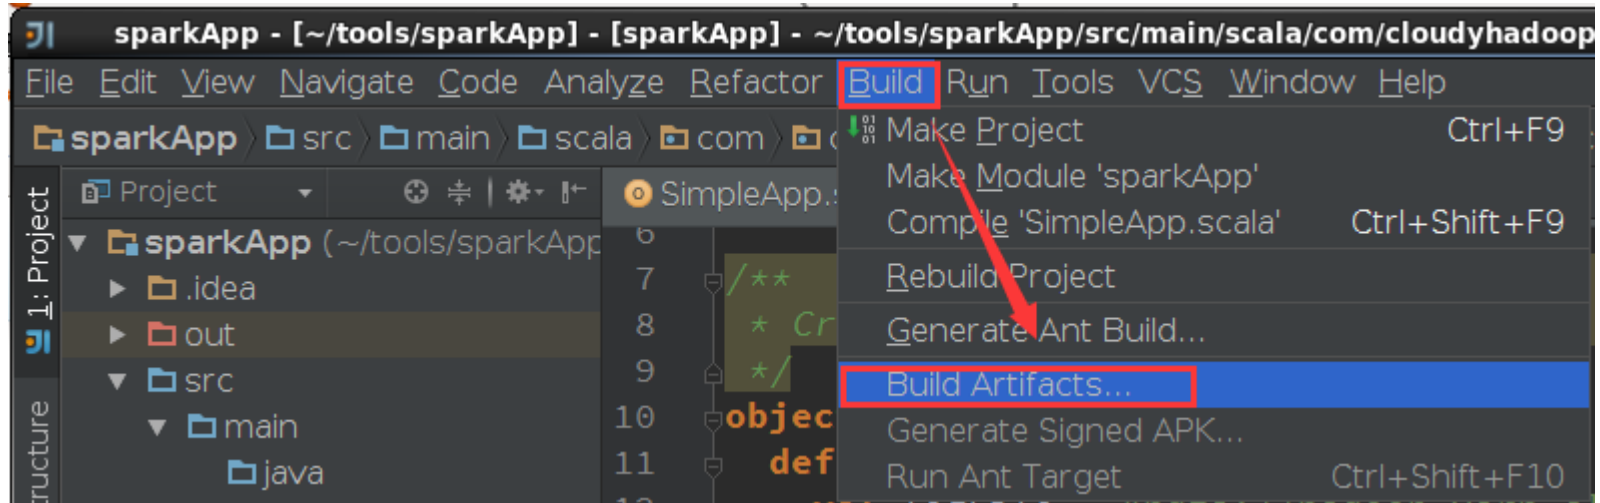 sparkApp - [~/tools/sparkApp] - [sparkApp] - ~/tools/sparkApp/src/main/scala/com/cloudyhadoop
File Edit View Navigate Code Analyze Refactor Build Run Tools VCS Window Help
sparkApp src main scala com
Make Project Ctrl+F9
Make Module 'sparkApp'
Compile 'SimpleApp.scala' Ctrl+Shift+F9
Rebuild Project
Generate Ant Build...
Build Artifacts...
Generate Signed APK...
Run Ant Target Ctrl+Shift+F10
1: Project
Project
sparkApp (~/tools/sparkApp
.idea
out
src
main
java
SimpleApp.
6
7 /**
8 * Cr
9 */
10 objec
11 def